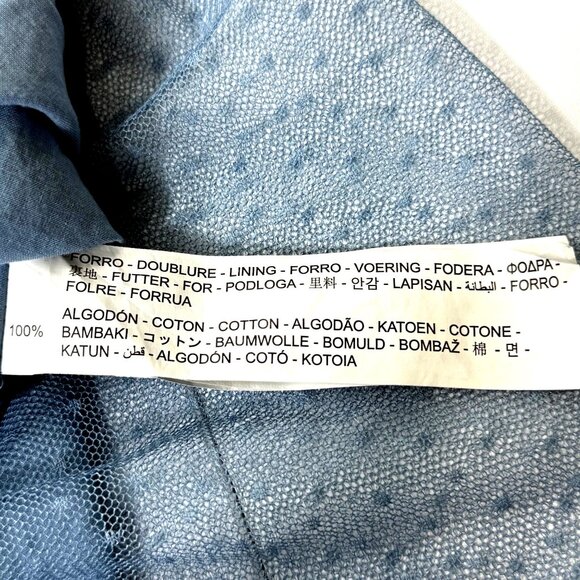 FORRO - DOUBLURE - LINING - FORRO - VOERING - FODERA - ΦΟΔΡΑ -
裏地 - FUTTER - FOR - PODLOGA - 里料 - 안감 - LAPISAN - البطانة - FORRO -
FOLRE - FORRUA
100% ALGODÓN - COTON - COTTON - ALGODÃO - KATOEN - COTONE -
BAMBAKI - コットン - BAUMWOLLE - BOMULD - BOMBAŽ - 棉 - 면 -
KATUN - قطن - ALGODÓN - COTÓ - KOTOIA